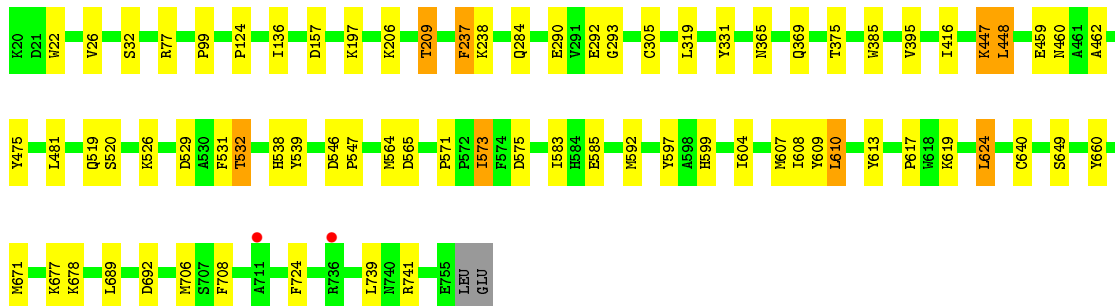 K20 D21 W22 V26 S32 R77 P99 P124 I136 D157 K197 K206 T209 F237 K238 Q284 E290 V291 E292 G293 C305 L319 Y331 N365 Q369 T375 W385 V395 I416 K447 L448 E459 N460 A461 A462
Y475 L481 Q519 S520 K526 D529 A530 F531 T532 H538 Y539 D546 P547 M564 D565 P571 P572 I573 F574 D575 I583 H584 E585 M592 Y597 A598 H599 I604 M607 I608 Y609 L610 Y613 P617 W618 K619 L624 C640 S649 Y660
M671 K677 K678 L689 D692 M706 S707 F708 A711 F724 R736 L739 N740 R741 E755 LEU GLU